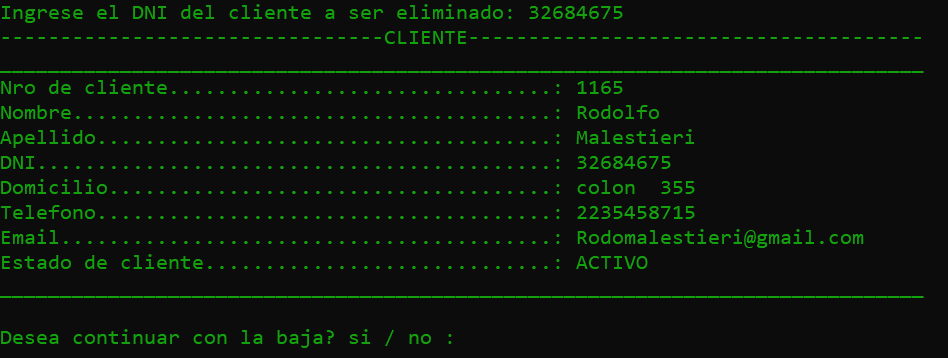 Ingrese el DNI del cliente a ser eliminado: 32684675
--------------------------------CLIENTE--------------------------------------
_____________________________________________________________________________
Nro de cliente................................: 1165
Nombre........................................: Rodolfo
Apellido......................................: Malestieri
DNI...........................................: 32684675
Domicilio.....................................: colon  355
Telefono......................................: 2235458715
Email.........................................: Rodomalestieri@gmail.com
Estado de cliente.............................: ACTIVO
_____________________________________________________________________________
Desea continuar con la baja? si / no :